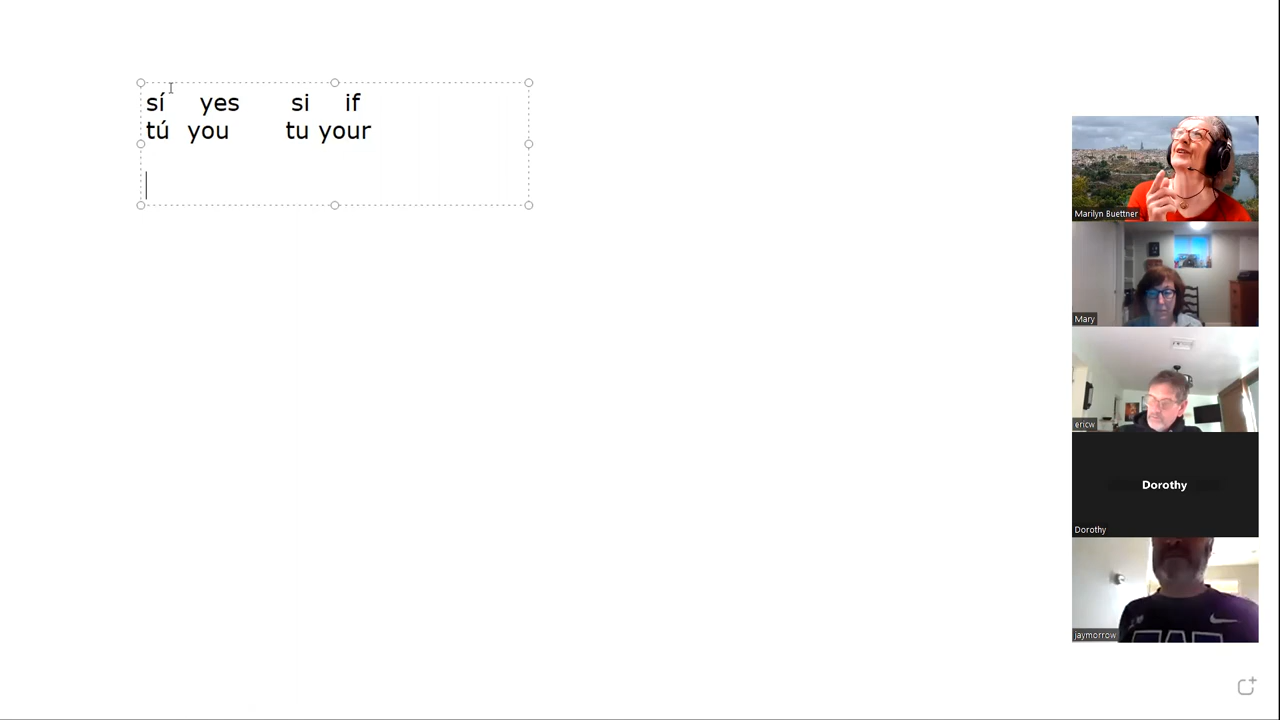 sí yes si if
tú you tu your
Marilyn Buettner
Mary
ericw
Dorothy
Dorothy
jaymorrow